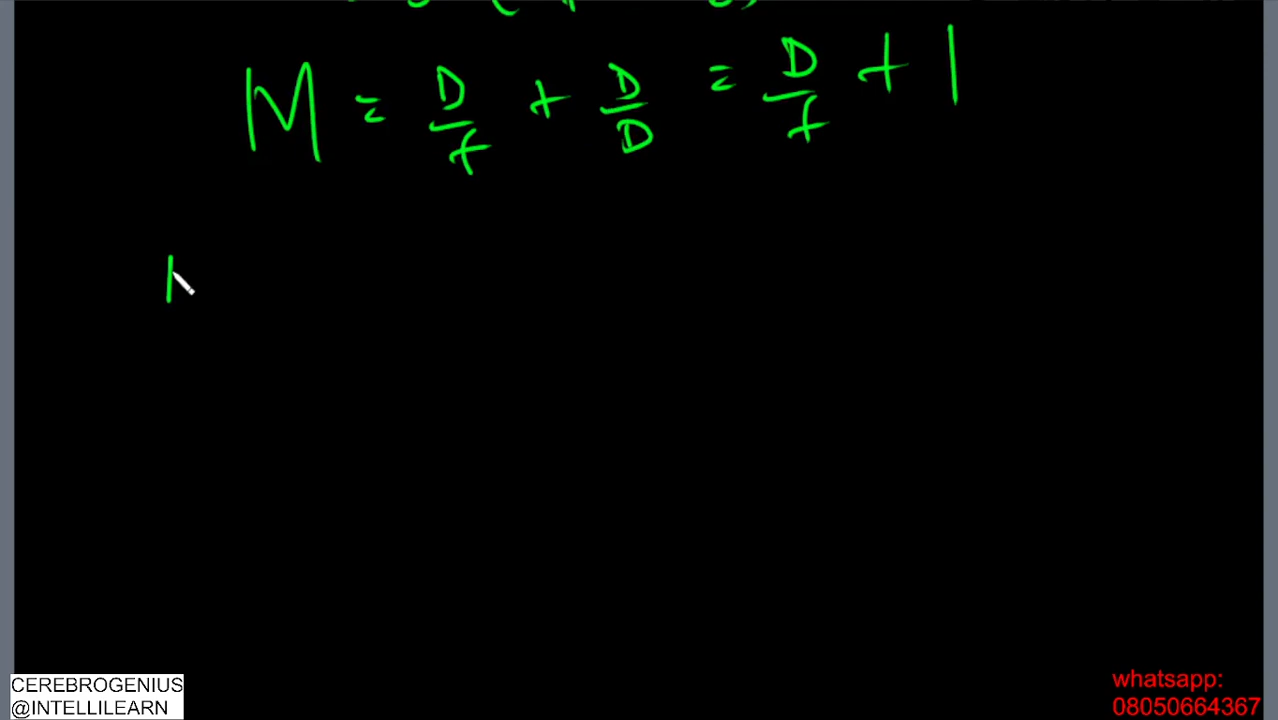 M = D/f + D/D = D/f + 1
CEREBROGENIUS
@INTELLILEARN
whatsapp:
08050664367